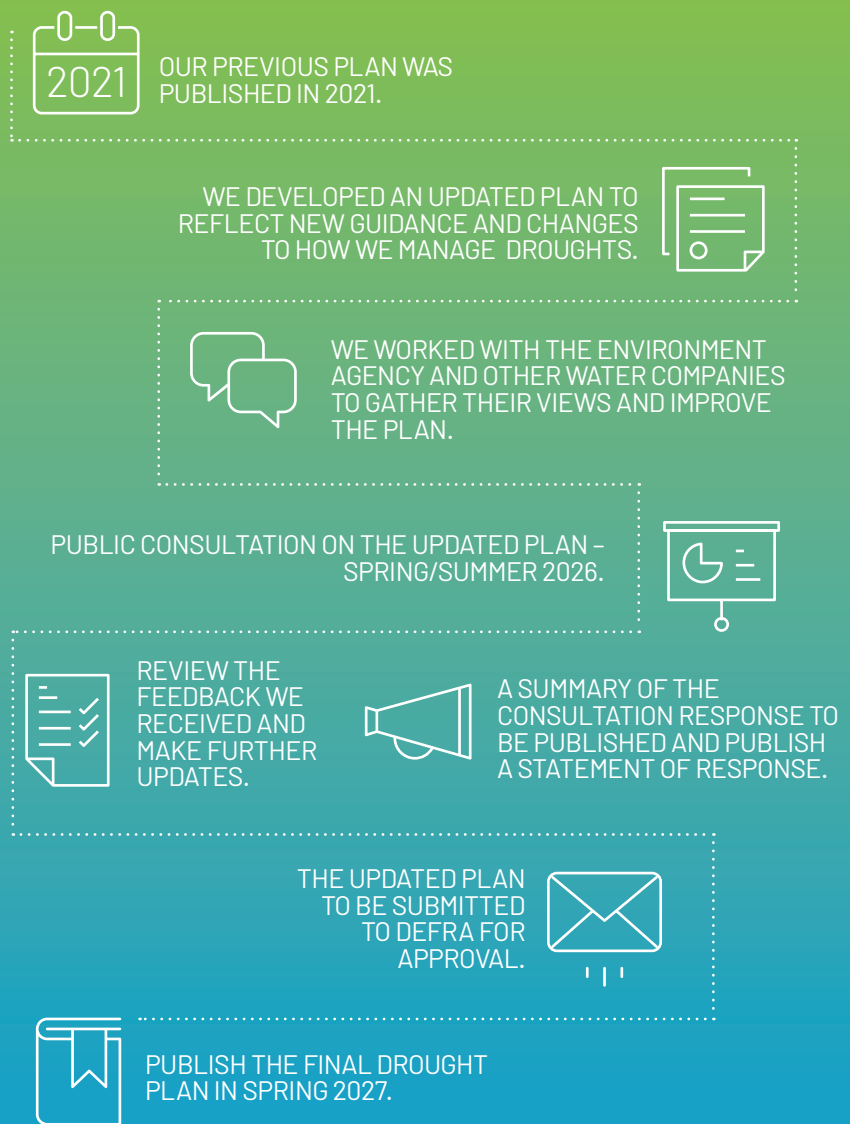 2021
OUR PREVIOUS PLAN WAS
PUBLISHED IN 2021.
WE DEVELOPED AN UPDATED PLAN TO
REFLECT NEW GUIDANCE AND CHANGES
TO HOW WE MANAGE DROUGHTS.
WE WORKED WITH THE ENVIRONMENT
AGENCY AND OTHER WATER COMPANIES
TO GATHER THEIR VIEWS AND IMPROVE
THE PLAN.
PUBLIC CONSULTATION ON THE UPDATED PLAN –
SPRING/SUMMER 2026.
REVIEW THE
FEEDBACK WE
RECEIVED AND
MAKE FURTHER
UPDATES.
A SUMMARY OF THE
CONSULTATION RESPONSE TO
BE PUBLISHED AND PUBLISH
A STATEMENT OF RESPONSE.
THE UPDATED PLAN
TO BE SUBMITTED
TO DEFRA FOR
APPROVAL.
PUBLISH THE FINAL DROUGHT
PLAN IN SPRING 2027.